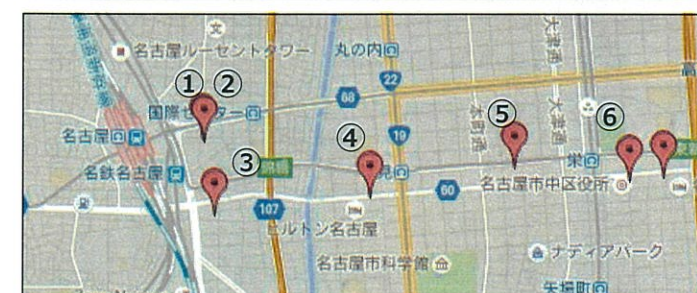 名古屋ルーセントタワー
丸の内
22
68
① ②
国際セ
ター
大津通
大津通
本町通
19
⑤
⑥
名古屋
④
名鉄名古屋
③
見
栄
名古屋市中区役所
60
107
ヒルトン名古屋
名古屋市科学館
ナディアパーク
矢場町